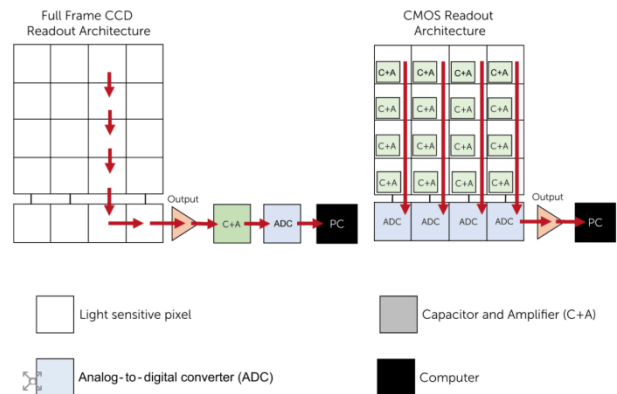 Full Frame CCD
Readout Architecture
Output
C+A
ADC
PC
CMOS Readout
Architecture
C+A C+A C+A C+A
C+A C+A C+A C+A
C+A C+A C+A C+A
C+A C+A C+A C+A
Output
ADC ADC ADC ADC
PC
Light sensitive pixel
Capacitor and Amplifier (C+A)
Analog-to-digital converter (ADC)
Computer